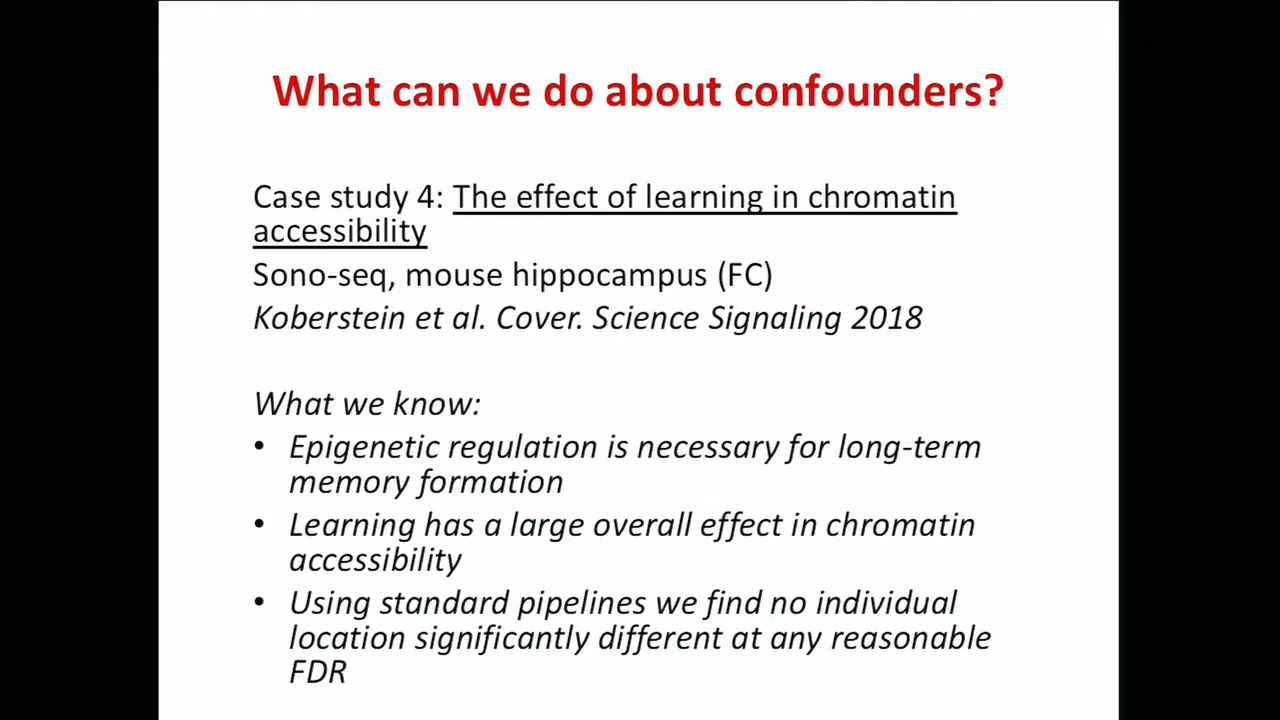 What can we do about confounders?
Case study 4: The effect of learning in chromatin
accessibility
Sono-seq, mouse hippocampus (FC)
Koberstein et al. Cover. Science Signaling 2018
What we know:
• Epigenetic regulation is necessary for long-term
memory formation
• Learning has a large overall effect in chromatin
accessibility
• Using standard pipelines we find no individual
location significantly different at any reasonable
FDR